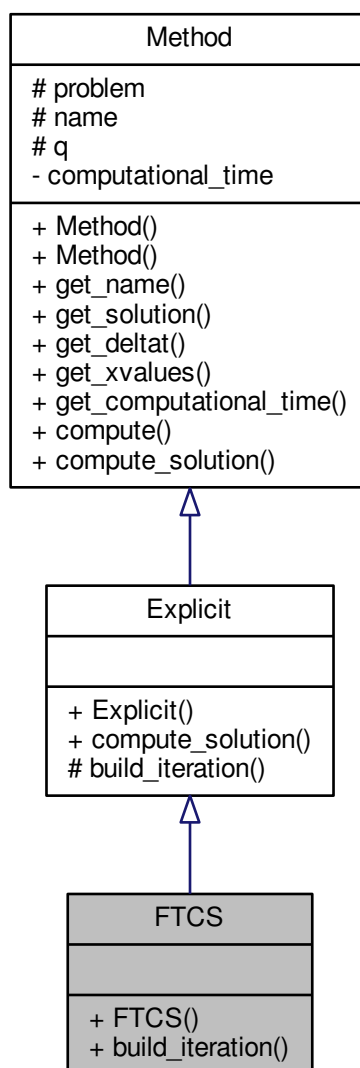 Method
# problem
# name
# q
- computational_time
+ Method()
+ Method()
+ get_name()
+ get_solution()
+ get_deltat()
+ get_xvalues()
+ get_computational_time()
+ compute()
+ compute_solution()
Explicit
+ Explicit()
+ compute_solution()
# build_iteration()
FTCS
+ FTCS()
+ build_iteration()